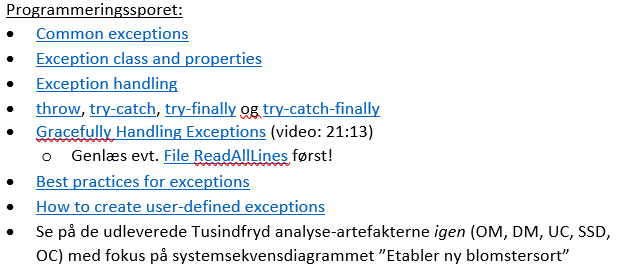 Programmeringssporet:
• Common exceptions
• Exception class and properties
• Exception handling
• throw, try-catch, try-finally og try-catch-finally
• Gracefully Handling Exceptions (video: 21:13)
o Genlæs evt. File ReadAllLines først!
• Best practices for exceptions
• How to create user-defined exceptions
• Se på de udleverede Tusindfryd analyse-artefakterne igen (OM, DM, UC, SSD,
OC) med fokus på systemsekvensdiagrammet ”Etabler ny blomstersort”